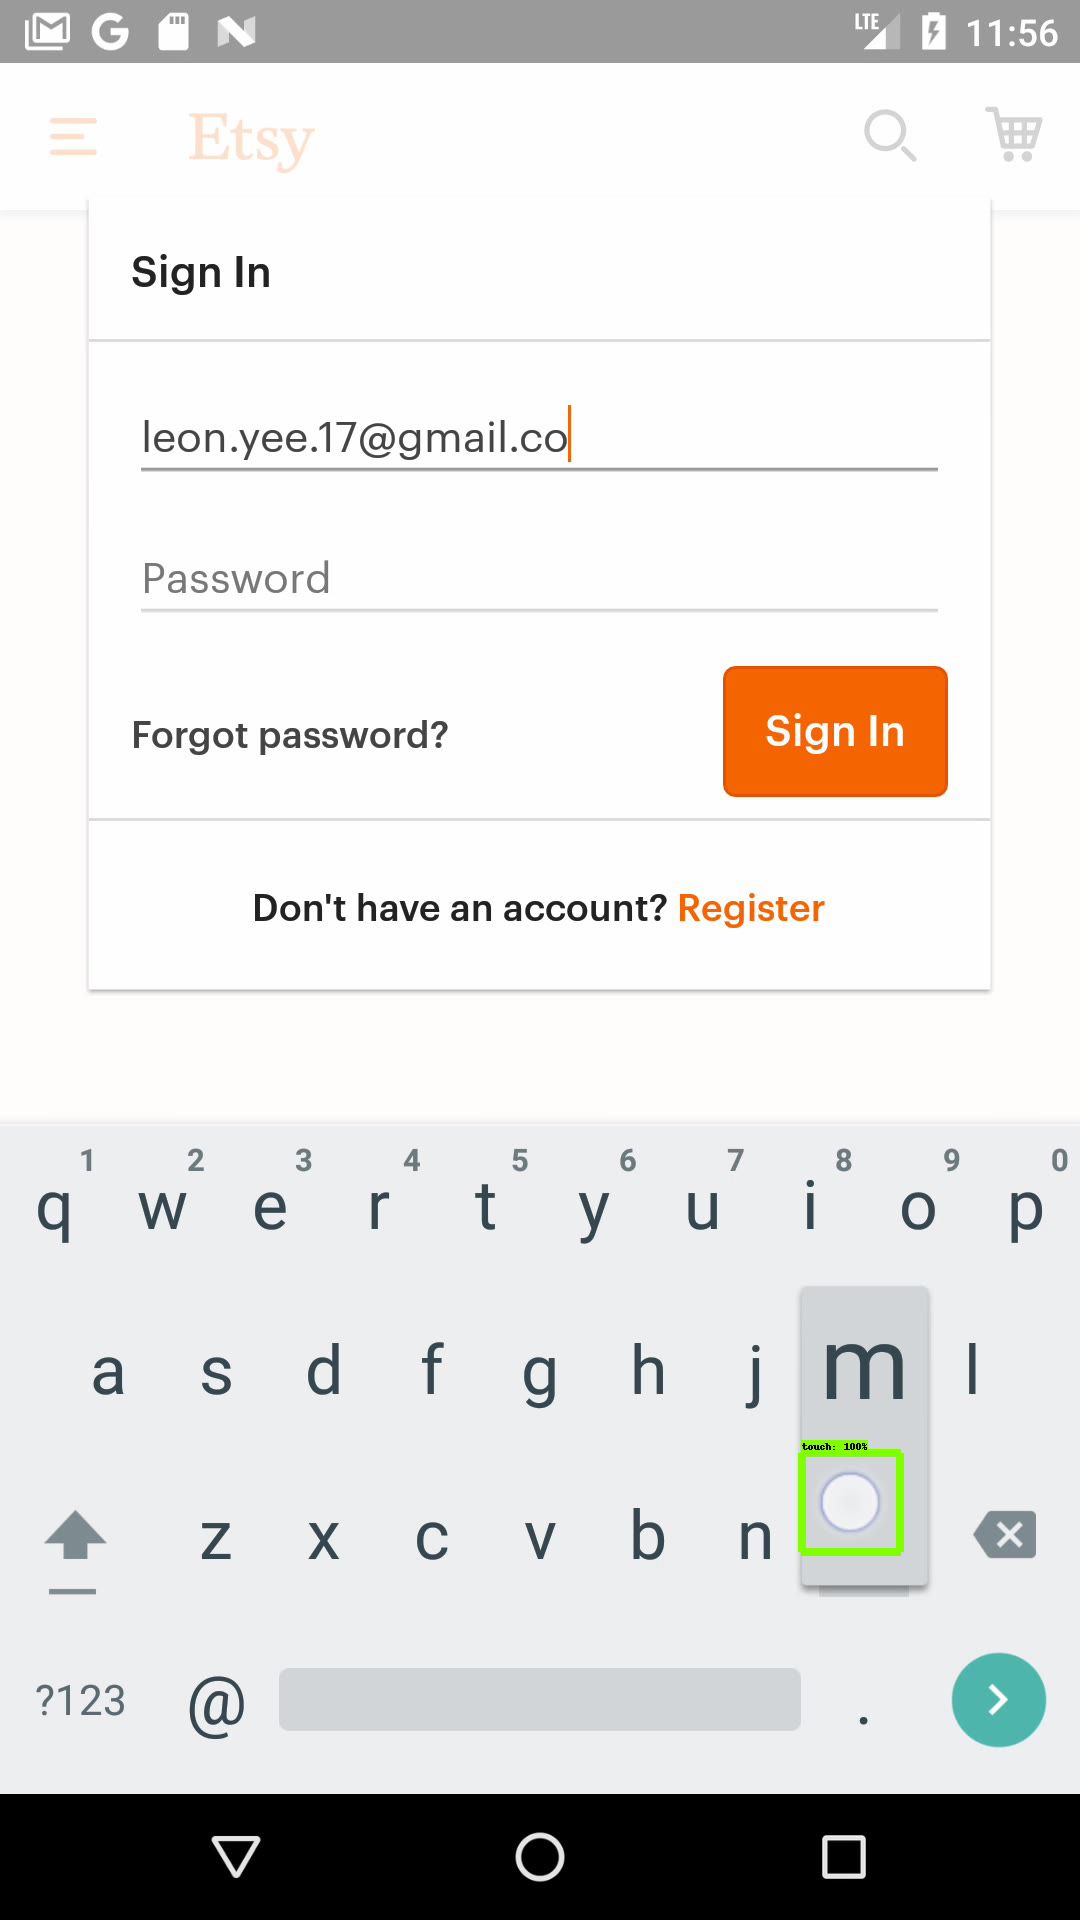 LTE 11:56
Etsy
Sign In
leon.yee.17@gmail.co
Password
Forgot password? Sign In
Don't have an account? Register
1 2 3 4 5 6 7 8 9 0
q w e r t y u i o p
a s d f g h j m l
touch: 100%
z x c v b n
?123 @ .